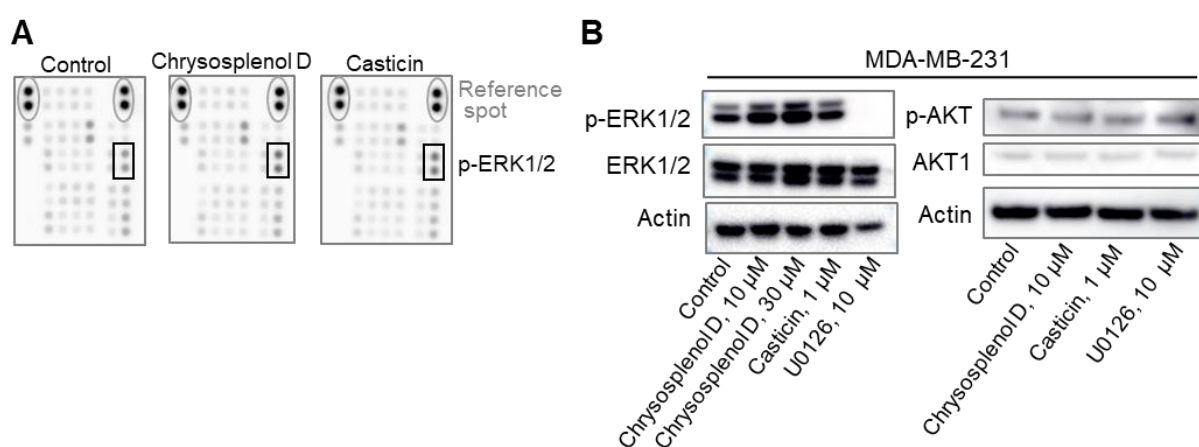 A
Control
Chrysosplenol D
Casticin
Reference
spot
p-ERK1/2
B
MDA-MB-231
p-ERK1/2
ERK1/2
Actin
Control
Chrysosplenol D, 10 µM
Chrysosplenol D, 30 µM
Casticin, 1 µM
U0126, 10 µM
p-AKT
AKT1
Actin
Control
Chrysosplenol D, 10 µM
Casticin, 1 µM
U0126, 10 µM